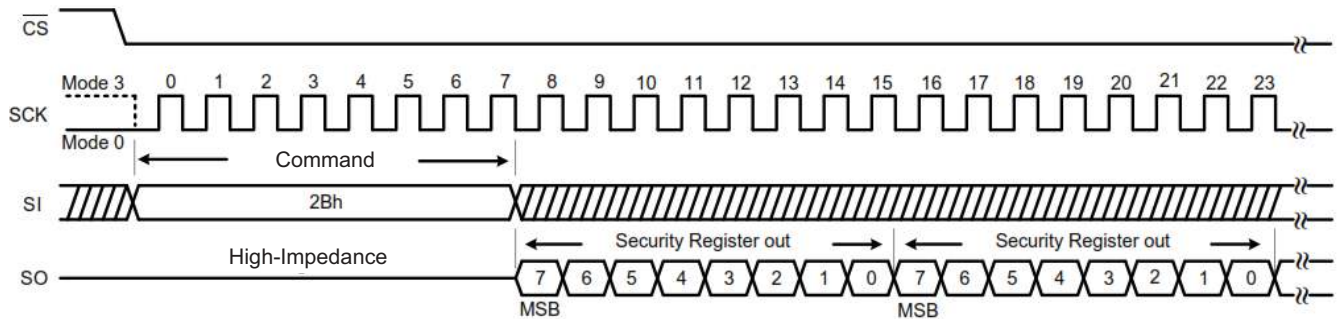 CS
Mode 3 0 1 2 3 4 5 6 7 8 9 10 11 12 13 14 15 16 17 18 19 20 21 22 23
SCK
Mode 0
Command
SI 2Bh
Security Register out Security Register out
High-Impedance
SO 7 6 5 4 3 2 1 0 7 6 5 4 3 2 1 0
MSB MSB